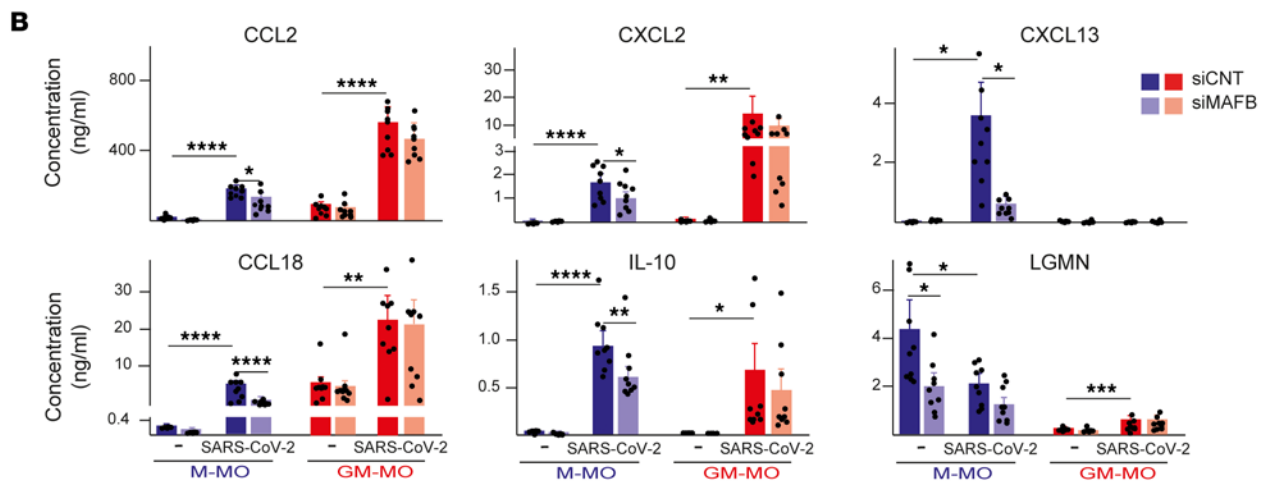 B
CCL2
CXCL2
CXCL13
Concentration
(ng/ml)
800
400
****
****
*
30
20
10
3
2
1
****
*
**
4
2
*
*
siCNT
siMAFB
CCL18
IL-10
LGMN
Concentration
(ng/ml)
30
20
10
0.4
****
****
**
1.5
1.0
0.5
****
**
*
6
4
2
*
*
***
– SARS-CoV-2 – SARS-CoV-2
M-MO GM-MO
– SARS-CoV-2 – SARS-CoV-2
M-MO GM-MO
– SARS-CoV-2 – SARS-CoV-2
M-MO GM-MO